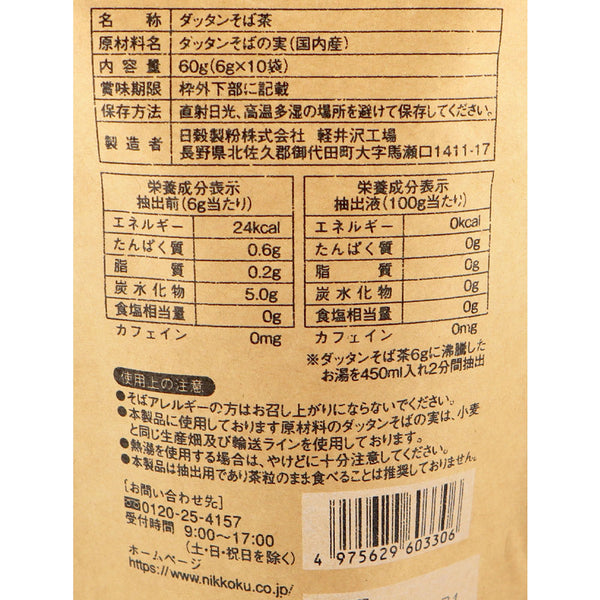 名称 ダッタンそば茶
原材料名 ダッタンそばの実(国内産)
内容量 60g(6g×10袋)
賞味期限 枠外下部に記載
保存方法 直射日光、高温多湿の場所を避けて保存してください。
製造者 日穀製粉株式会社 軽井沢工場
長野県北佐久郡御代田町大字馬瀬口1411-17
栄養成分表示
抽出前(6g当たり)
エネルギー 24kcal
たんぱく質 0.6g
脂質 0.2g
炭水化物 5.0g
食塩相当量 0g
カフェイン 0mg
栄養成分表示
抽出液(100g当たり)
エネルギー 0kcal
たんぱく質 0g
脂質 0g
炭水化物 0g
食塩相当量 0g
カフェイン 0mg
※ダッタンそば茶6gに沸騰した
お湯を450ml入れ2分間抽出
使用上の注意
●そばアレルギーの方はお召し上がりにならないでください。
●本製品に使用しております原材料のダッタンそばの実は、小麦
と同じ生産畑及び輸送ラインを使用しております。
●熱湯を使用する場合は、やけどに十分注意してください。
●本製品は抽出用であり茶粒のまま食べることは推奨しておりません。
[お問い合わせ先]
0120-25-4157
受付時間 9:00〜17:00
(土・日・祝日を除く)
ホームページ
https://www.nikkoku.co.jp/
4 975629 603306